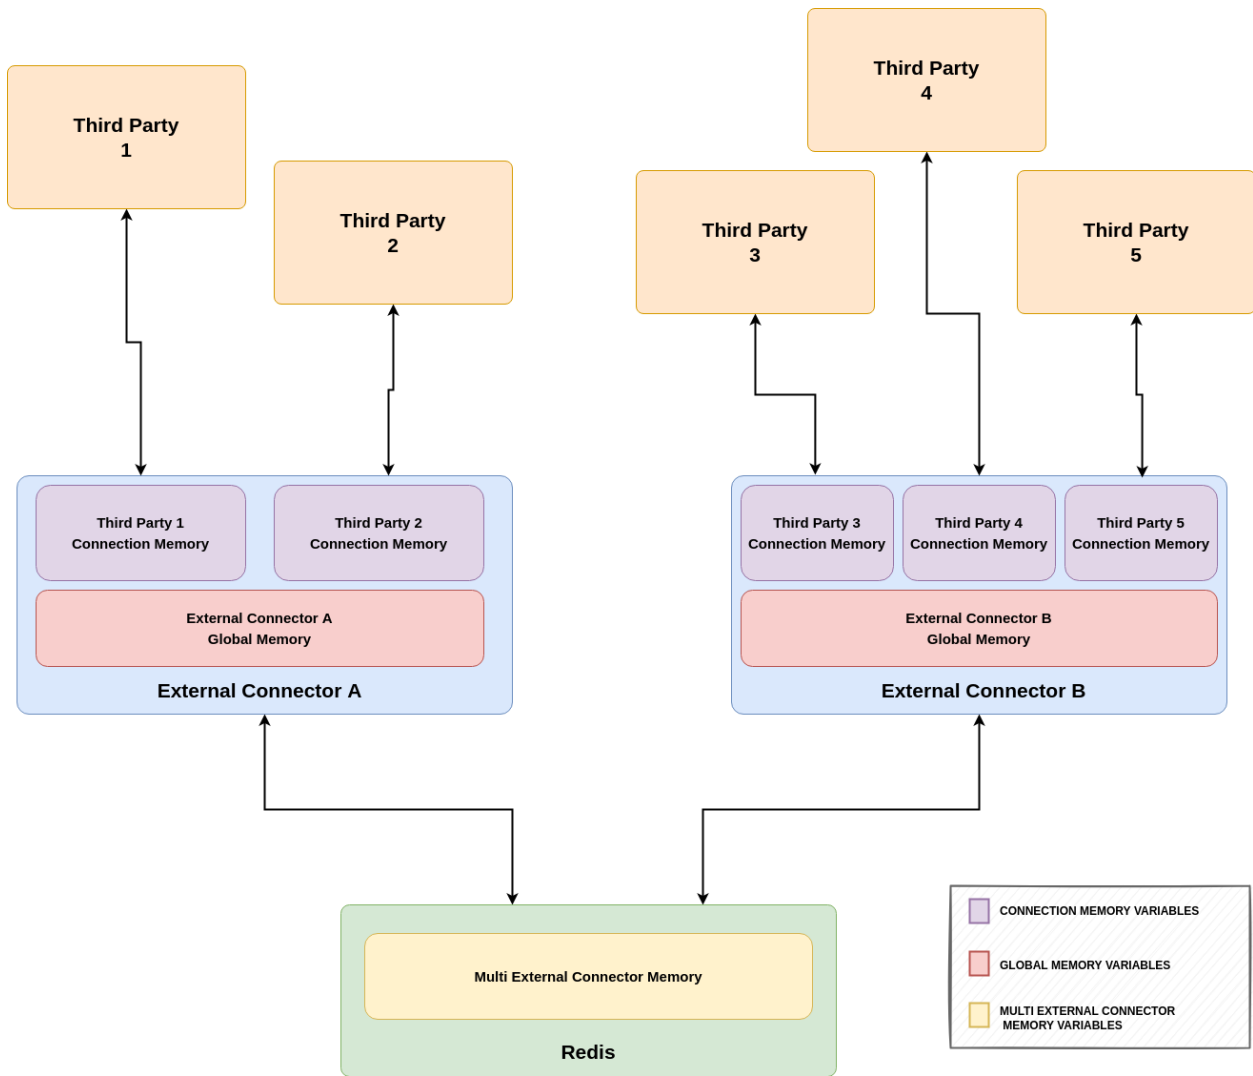 Third Party
4
Third Party
1
Third Party
2
Third Party
3
Third Party
5
Third Party 1
Connection Memory
Third Party 2
Connection Memory
External Connector A
Global Memory
External Connector A
Third Party 3
Connection Memory
Third Party 4
Connection Memory
Third Party 5
Connection Memory
External Connector B
Global Memory
External Connector B
Multi External Connector Memory
Redis
CONNECTION MEMORY VARIABLES
GLOBAL MEMORY VARIABLES
MULTI EXTERNAL CONNECTOR
MEMORY VARIABLES